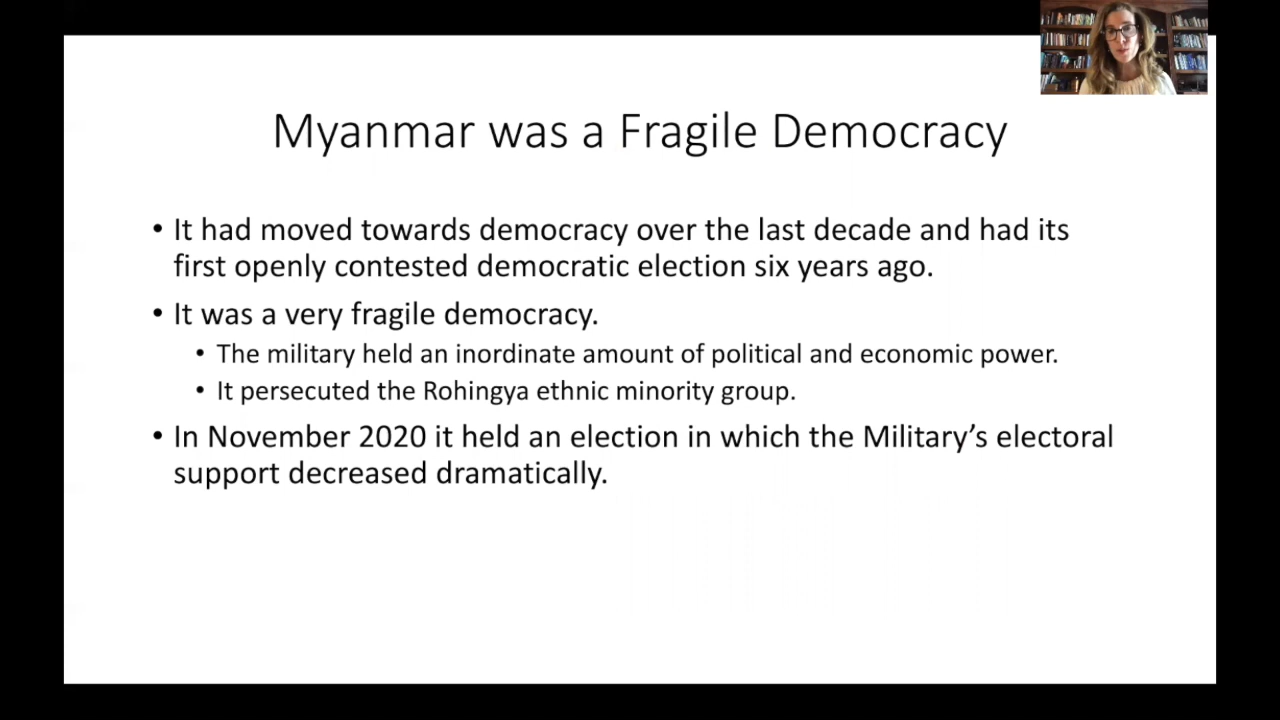 Myanmar was a Fragile Democracy
• It had moved towards democracy over the last decade and had its
first openly contested democratic election six years ago.
• It was a very fragile democracy.
• The military held an inordinate amount of political and economic power.
• It persecuted the Rohingya ethnic minority group.
• In November 2020 it held an election in which the Military’s electoral
support decreased dramatically.